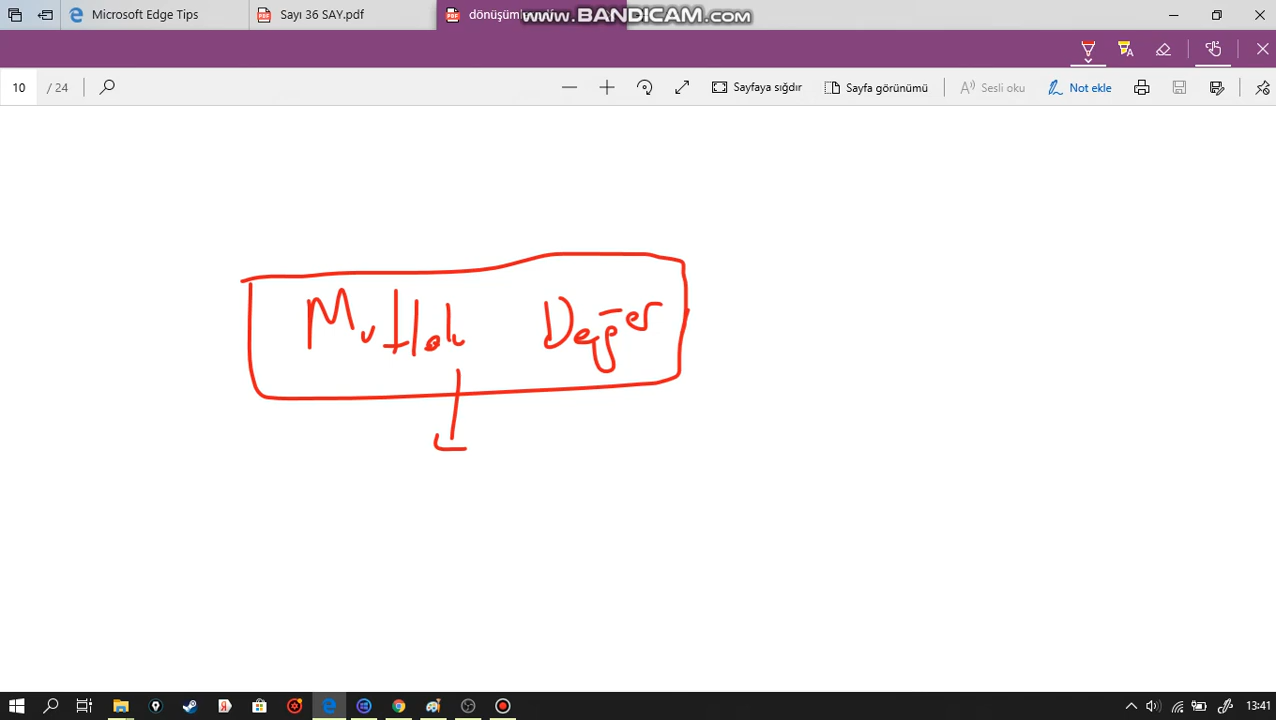 Microsoft Edge Tips
Sayı 36 SAY.pdf
www.BANDICAM.com
10 / 24
Sayfaya sığdır
Sayfa görünümü
Sesli oku
Not ekle
Mutlak Değer
13:41